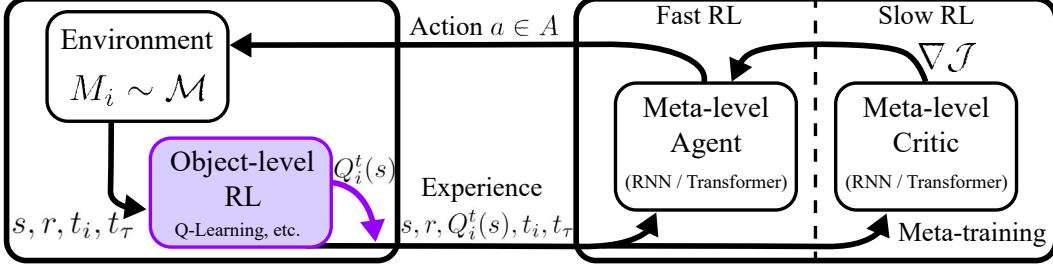 Environment
M_i ∼ ℳ
Object-level
RL
Q-Learning, etc.
Q_i^t(s)
s, r, t_i, t_τ
Action a ∈ A
Experience
s, r, Q_i^t(s), t_i, t_τ
Fast RL
Slow RL
∇𝒥
Meta-level
Agent
(RNN / Transformer)
Meta-level
Critic
(RNN / Transformer)
Meta-training